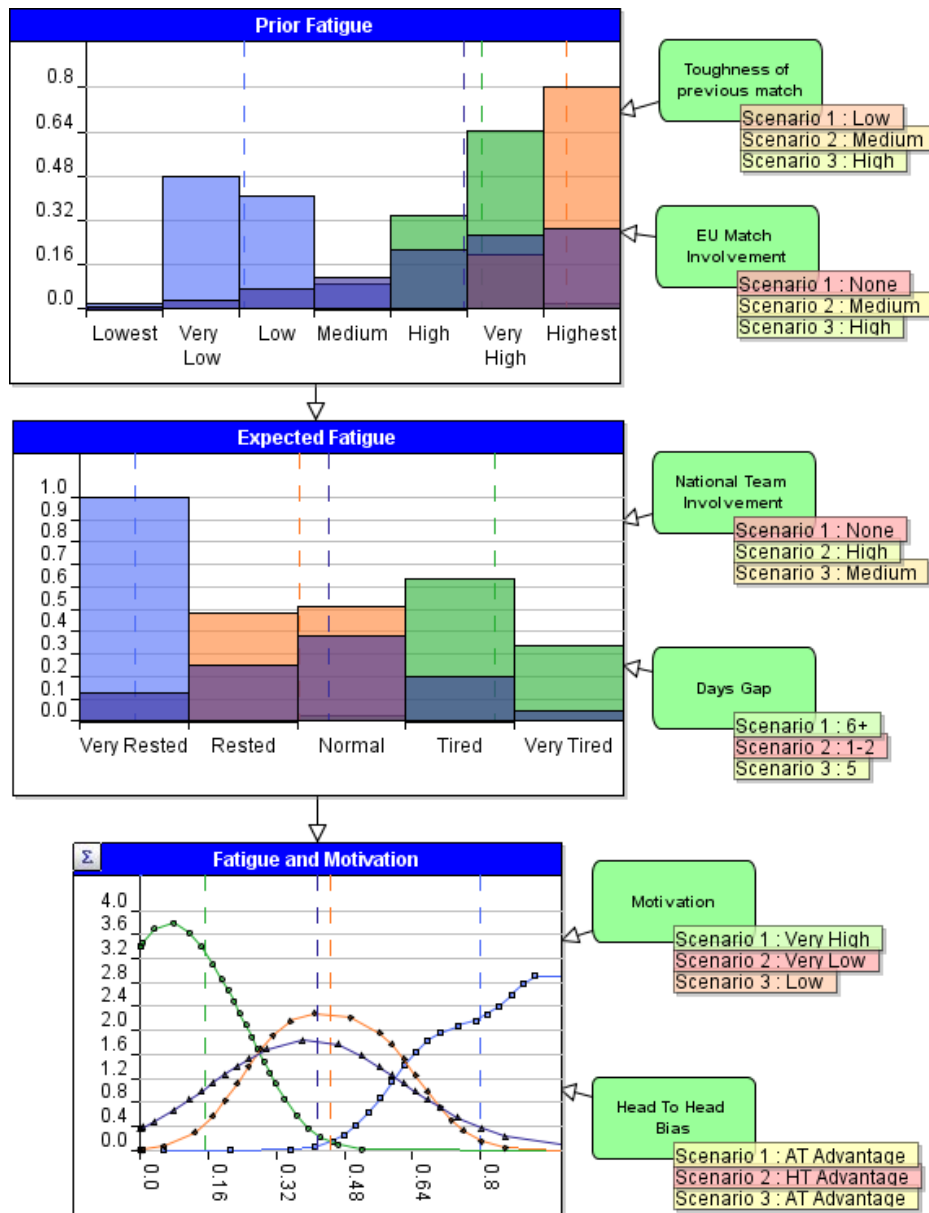 Prior Fatigue
0.8
0.64
0.48
0.32
0.16
0.0
Lowest
Very
Low
Low
Medium
High
Very
High
Highest
Toughness of
previous match
Scenario 1 : Low
Scenario 2 : Medium
Scenario 3 : High
EU Match
Involvement
Scenario 1 : None
Scenario 2 : Medium
Scenario 3 : High
Expected Fatigue
1.0
0.9
0.8
0.7
0.6
0.5
0.4
0.3
0.2
0.1
0.0
Very Rested
Rested
Normal
Tired
Very Tired
National Team
Involvement
Scenario 1 : None
Scenario 2 : High
Scenario 3 : Medium
Days Gap
Scenario 1 : 6+
Scenario 2 : 1-2
Scenario 3 : 5
Σ
Fatigue and Motivation
4.0
3.6
3.2
2.8
2.4
2.0
1.6
1.2
0.8
0.4
0.0
0.0
0.16
0.32
0.48
0.64
0.8
Motivation
Scenario 1 : Very High
Scenario 2 : Very Low
Scenario 3 : Low
Head To Head
Bias
Scenario 1 : AT Advantage
Scenario 2 : HT Advantage
Scenario 3 : AT Advantage